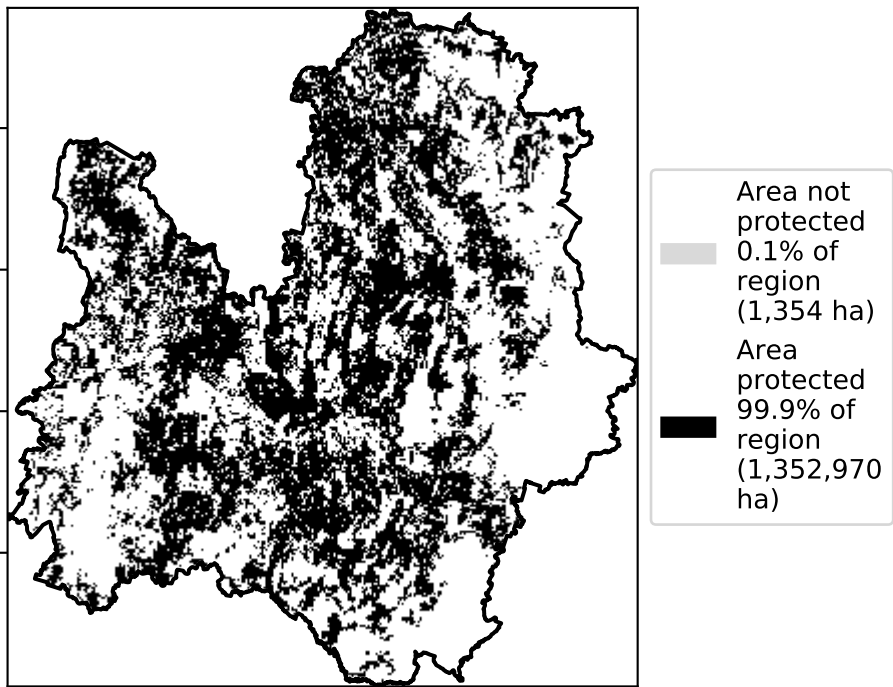 Area not
protected
0.1% of
region
(1,354 ha)
Area
protected
99.9% of
region
(1,352,970
ha)